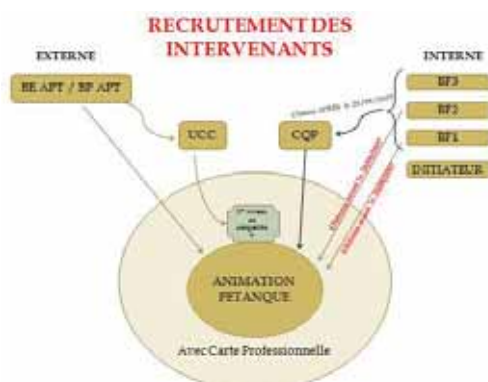 RECRUTEMENT DES
INTERVENANTS
EXTERNE
INTERNE
BE APT / BP APT
BF3
BF2
BF1
UCC
CQP
INITIATEUR
ANIMATION
PETANQUE
Avec Carte Professionnelle